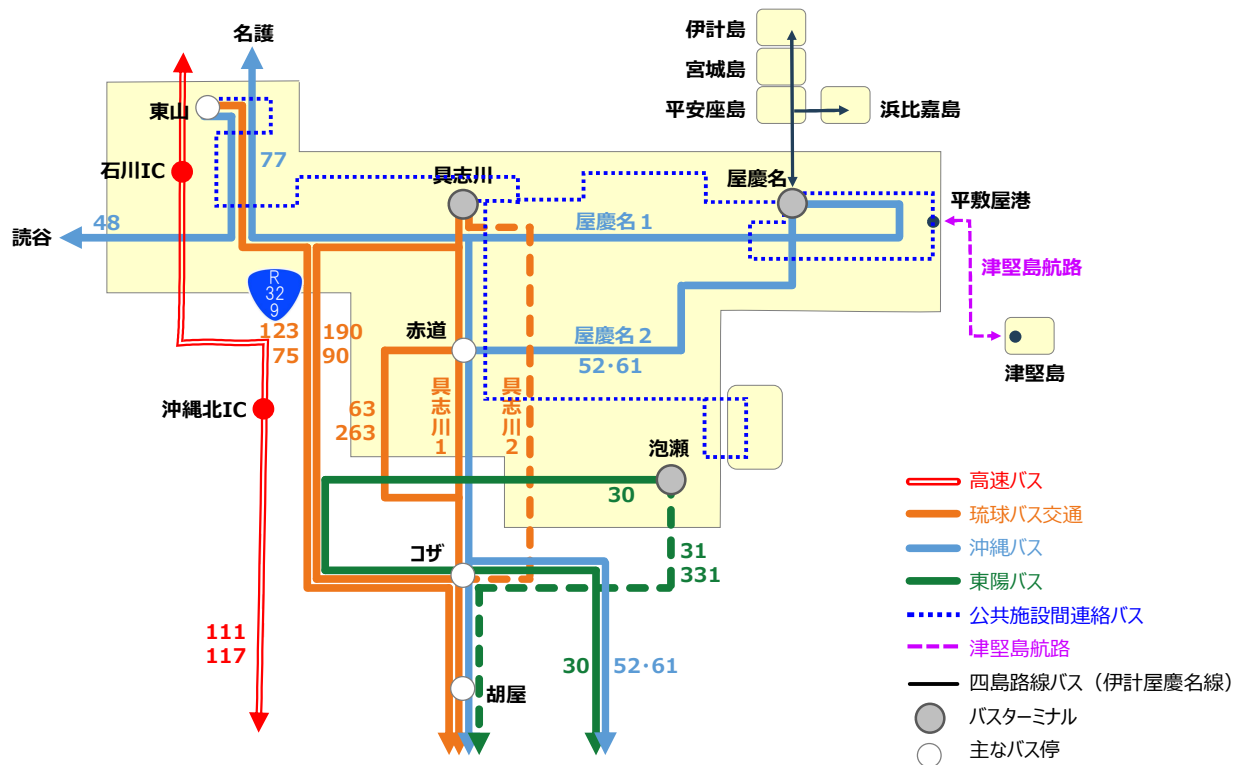 伊計島
名護
宮城島
東山
平安座島
浜比嘉島
77
石川IC
具志川
屋慶名
平敷屋港
48
屋慶名1
読谷
津堅島航路
R
32
9
123
75
190
90
赤道
屋慶名2
52・61
津堅島
具志川1
具志川2
63
263
沖縄北IC
泡瀬
30
高速バス
琉球バス交通
コザ
31
331
沖縄バス
東陽バス
公共施設間連絡バス
111
117
津堅島航路
30
52・61
四島路線バス（伊計屋慶名線）
胡屋
バスターミナル
主なバス停